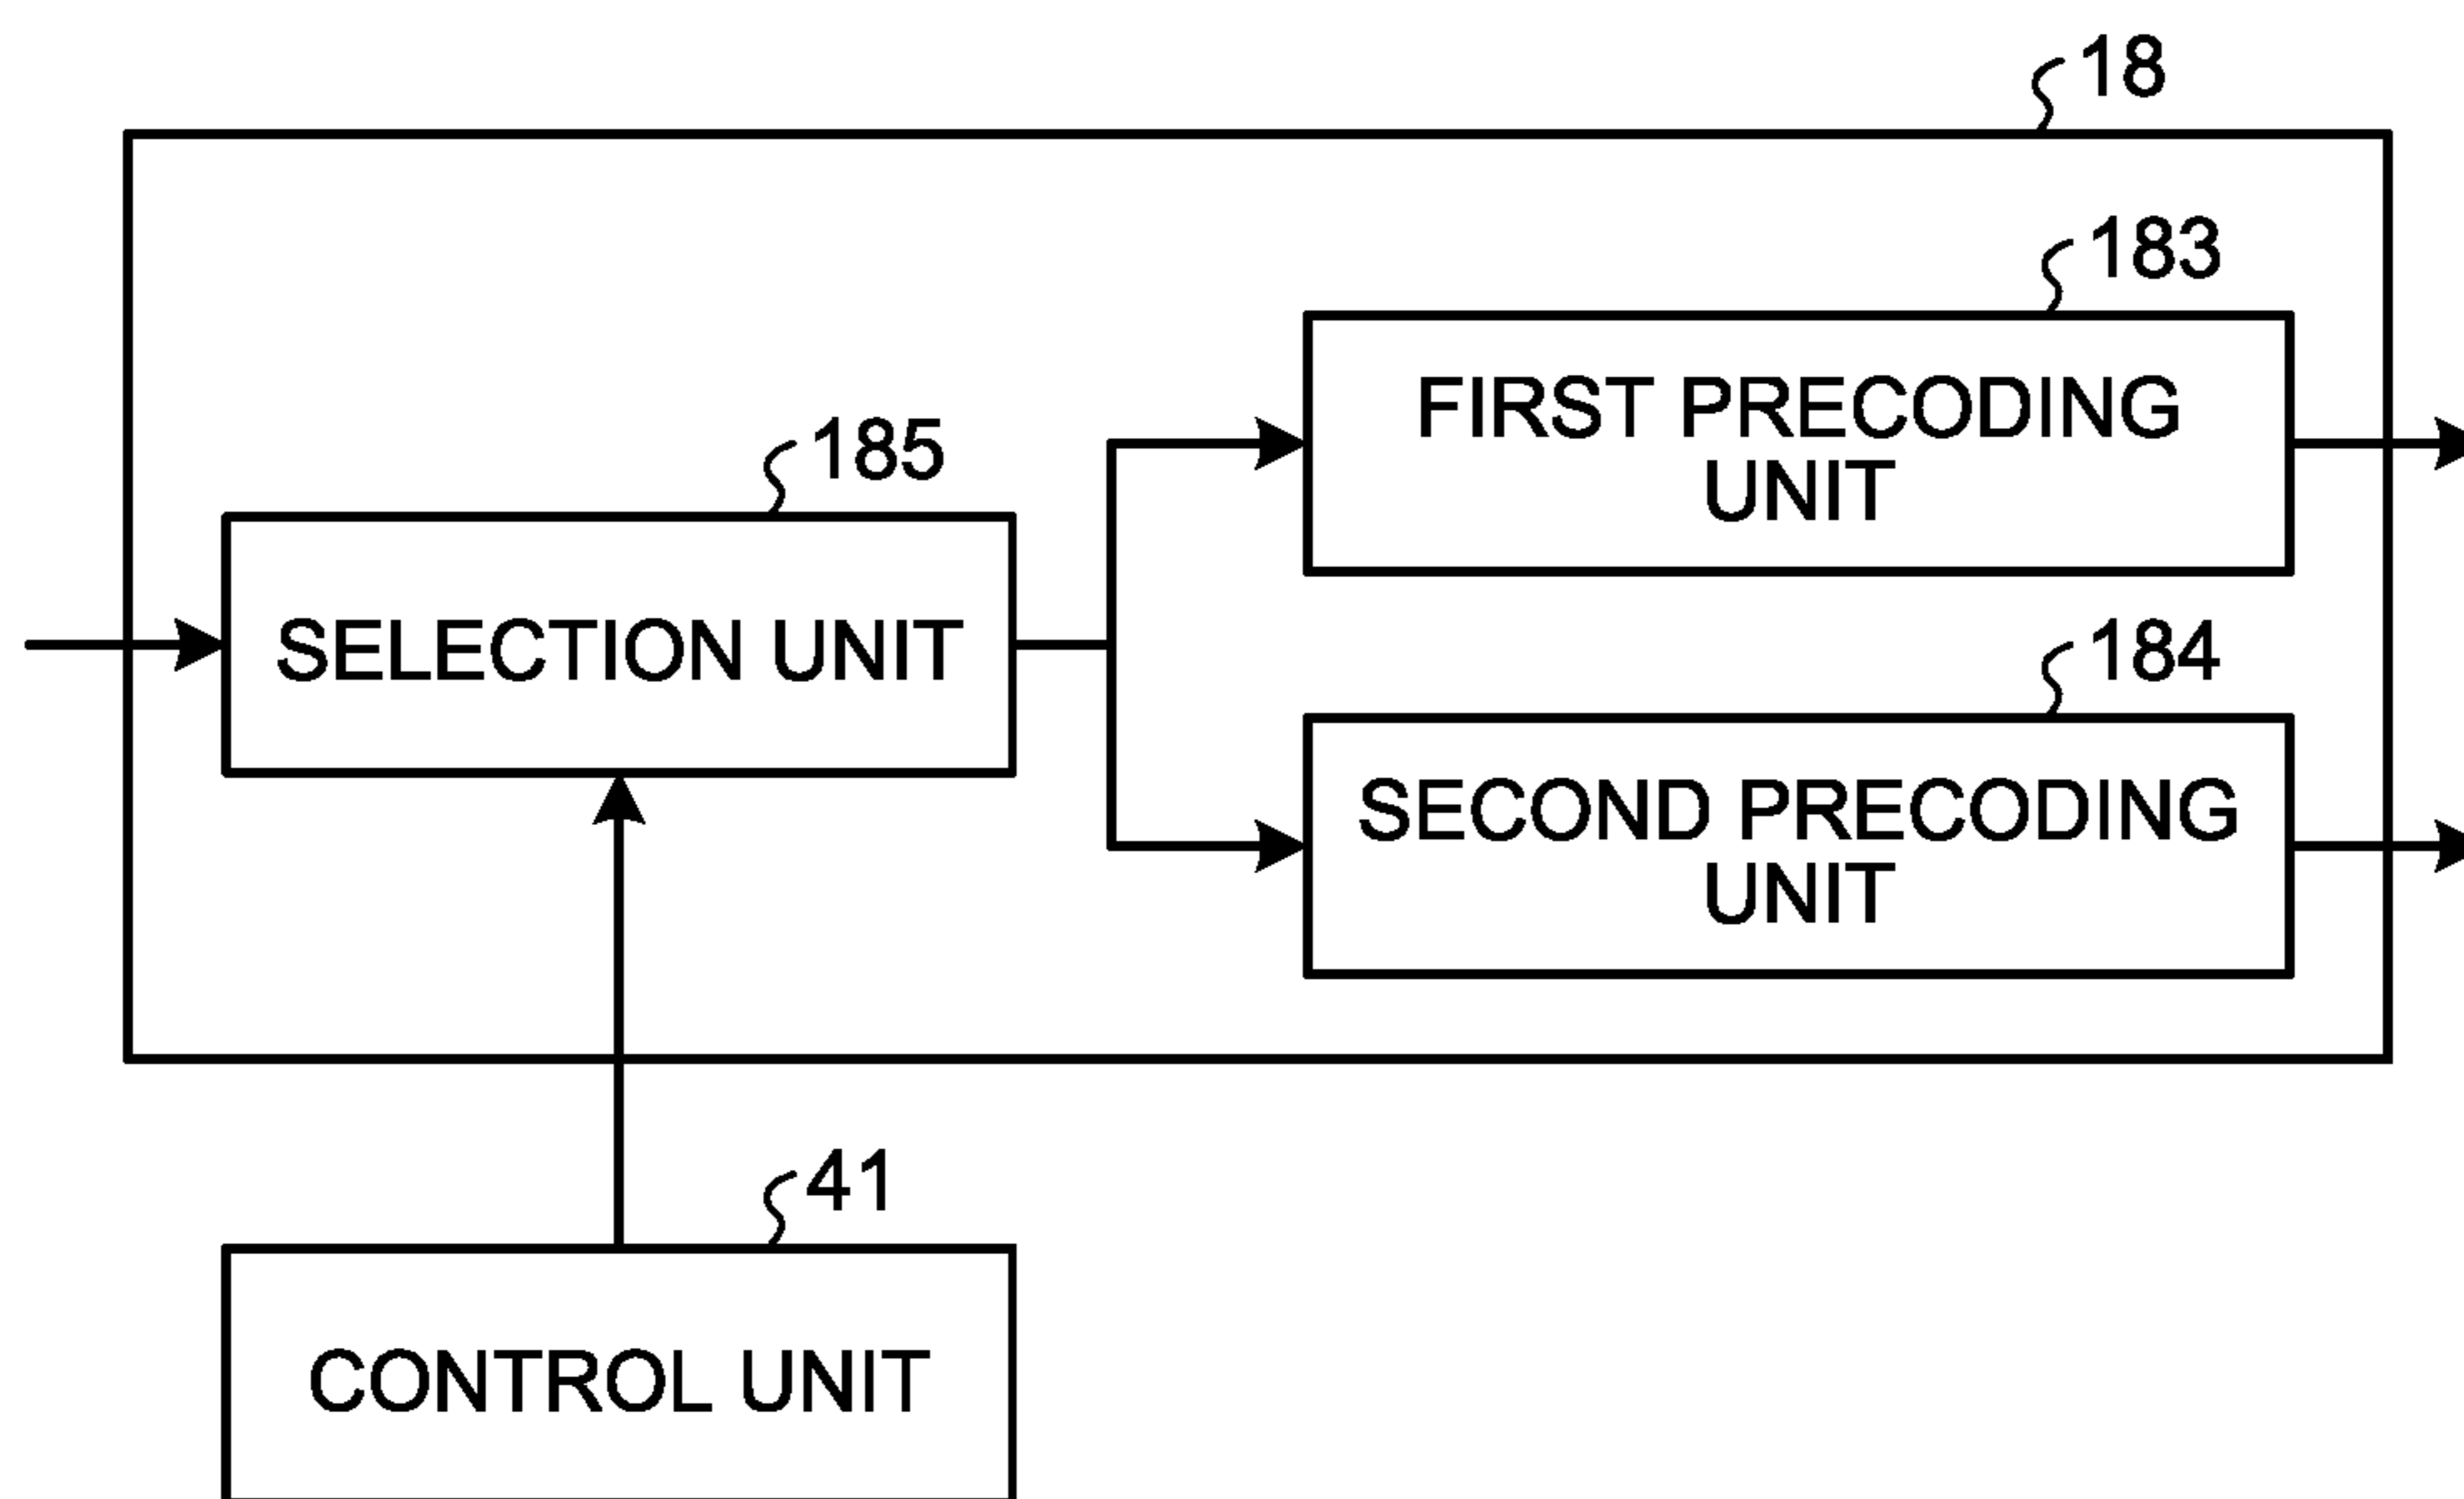 18
183
FIRST PRECODING
UNIT
185
SELECTION UNIT
184
SECOND PRECODING
UNIT
41
CONTROL UNIT